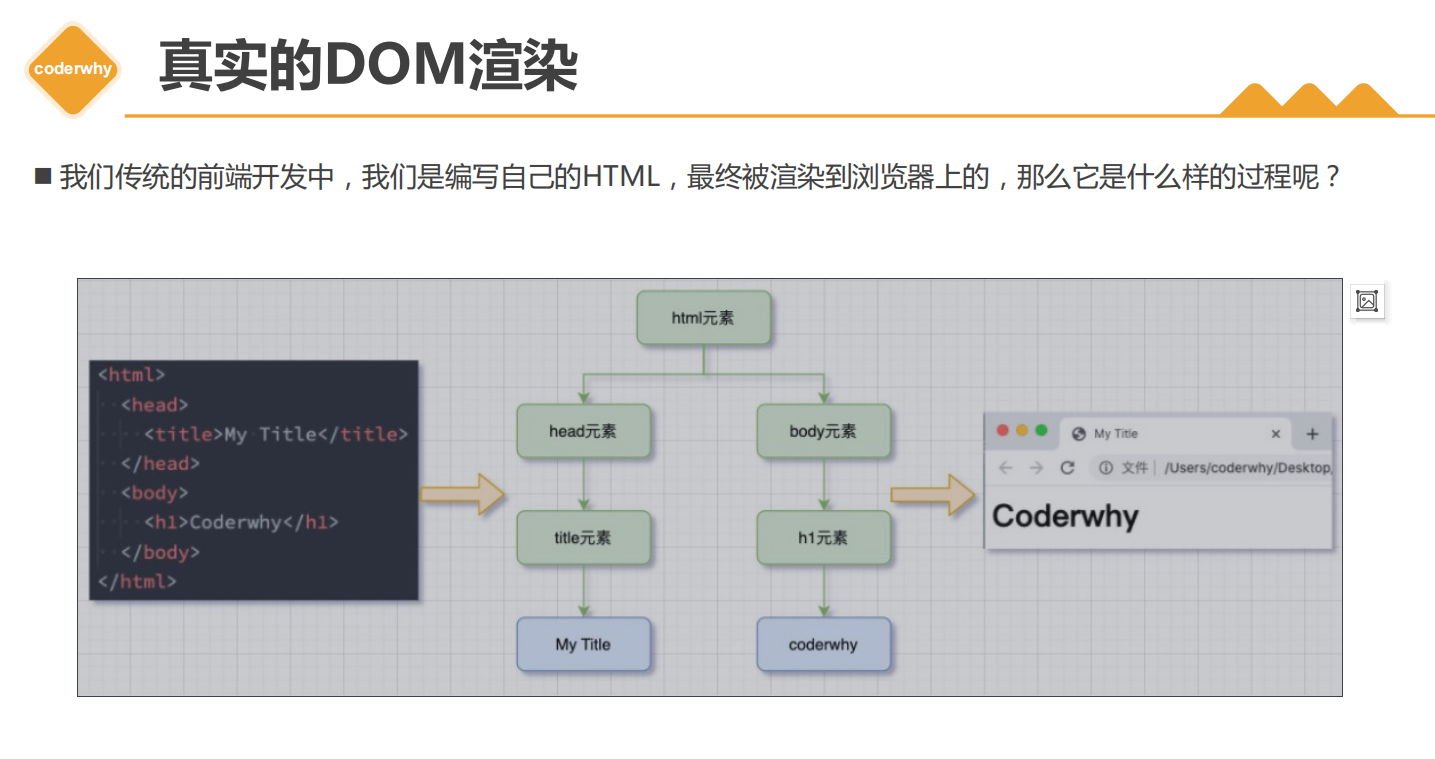 coderwhy
真实的DOM渲染
我们传统的前端开发中，我们是编写自己的HTML，最终被渲染到浏览器上的，那么它是什么样的过程呢？
<html>
<head>
<title>My Title</title>
</head>
<body>
<h1>Coderwhy</h1>
</body>
</html>
html元素
head元素
body元素
title元素
h1元素
My Title
coderwhy
My Title
文件 | /Users/coderwhy/Desktop
Coderwhy